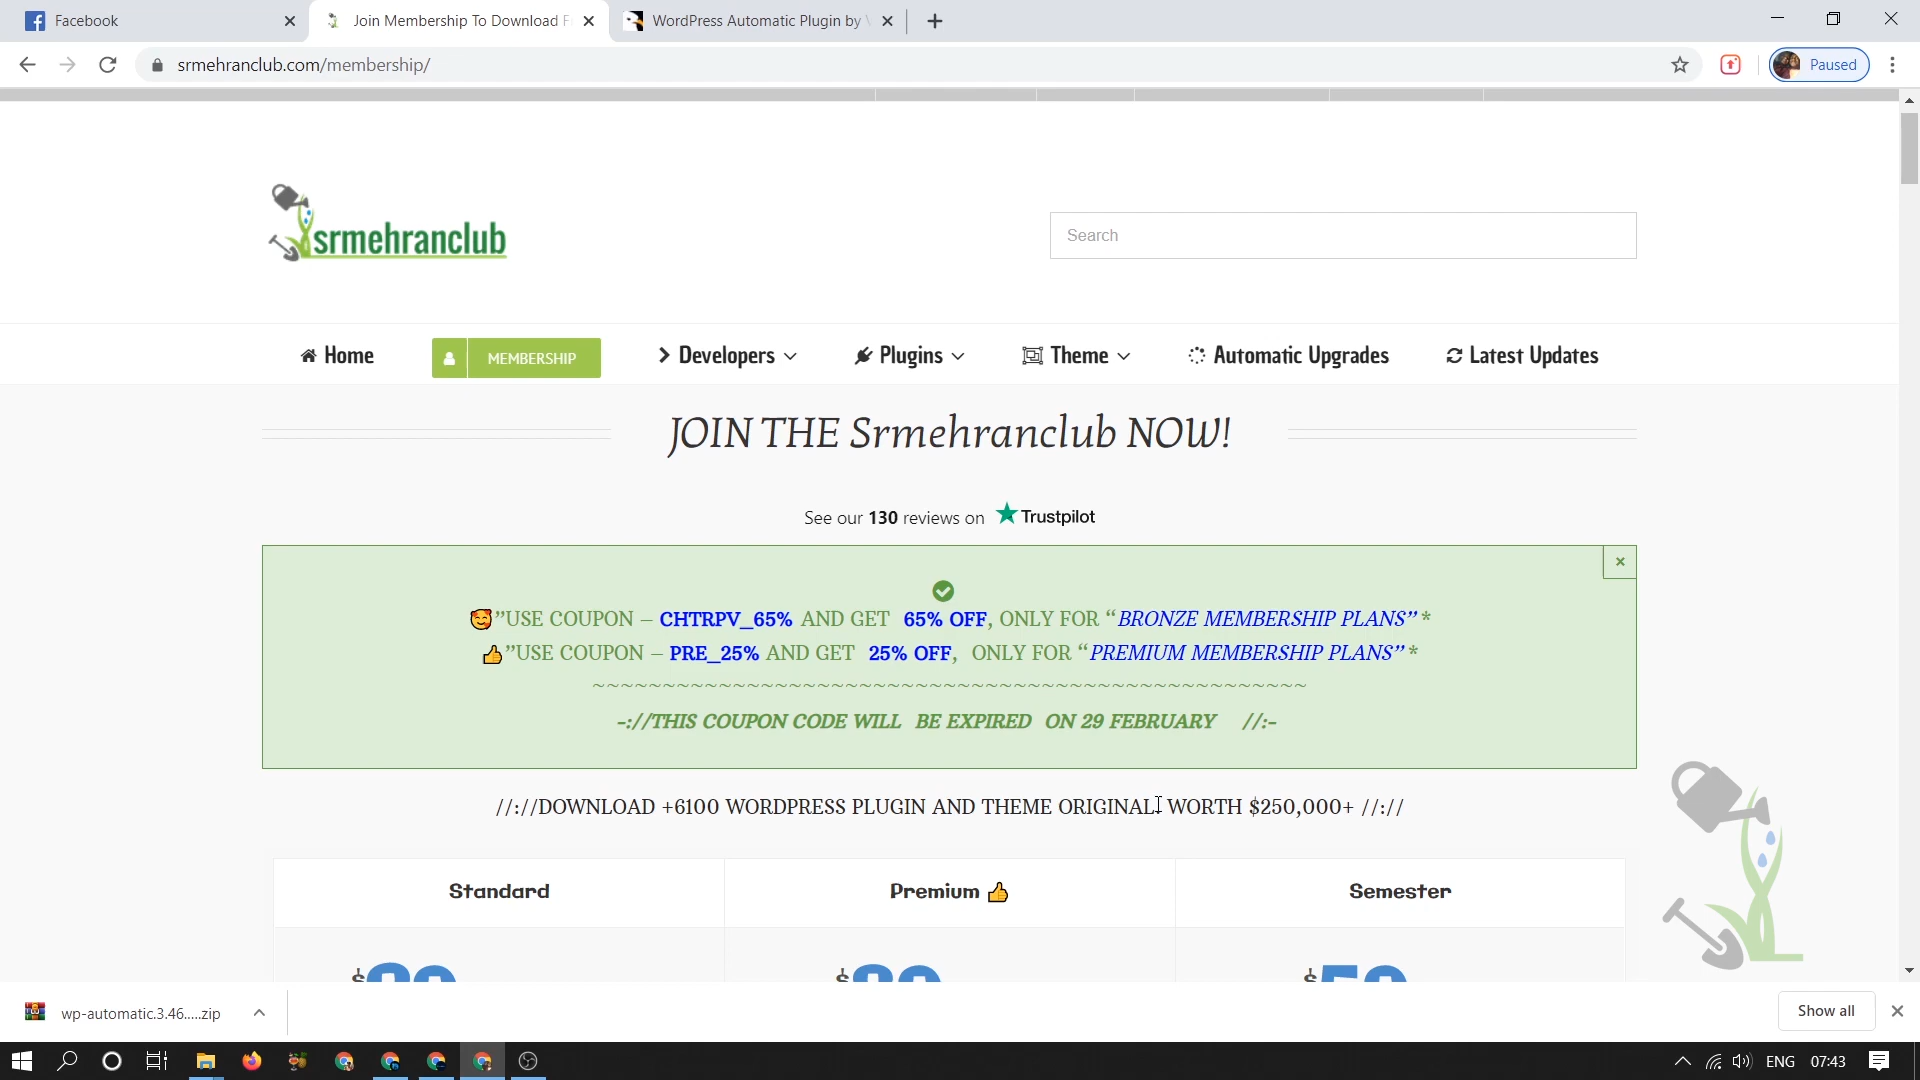 Facebook
Join Membership To Download F
WordPress Automatic Plugin by
srmehranclub.com/membership/
Paused
srmehranclub
Search
Home
MEMBERSHIP
Developers
Plugins
Theme
Automatic Upgrades
Latest Updates
JOIN THE Srmehranclub NOW!
See our 130 reviews on Trustpilot
×
🥰”USE COUPON – CHTRPV_65% AND GET 65% OFF, ONLY FOR “BRONZE MEMBERSHIP PLANS”*
👍”USE COUPON – PRE_25% AND GET 25% OFF, ONLY FOR “PREMIUM MEMBERSHIP PLANS”*
~~~~~~~~~~~~~~~~~~~~~~~~~~~~~~~~~~~~~~~~~~~~~~~~~~~
-://THIS COUPON CODE WILL BE EXPIRED ON 29 FEBRUARY //:-
//://DOWNLOAD +6100 WORDPRESS PLUGIN AND THEME ORIGINAL WORTH $250,000+ //://
Standard
Premium 👍
Semester
wp-automatic.3.46.....zip
Show all
ENG
07:43